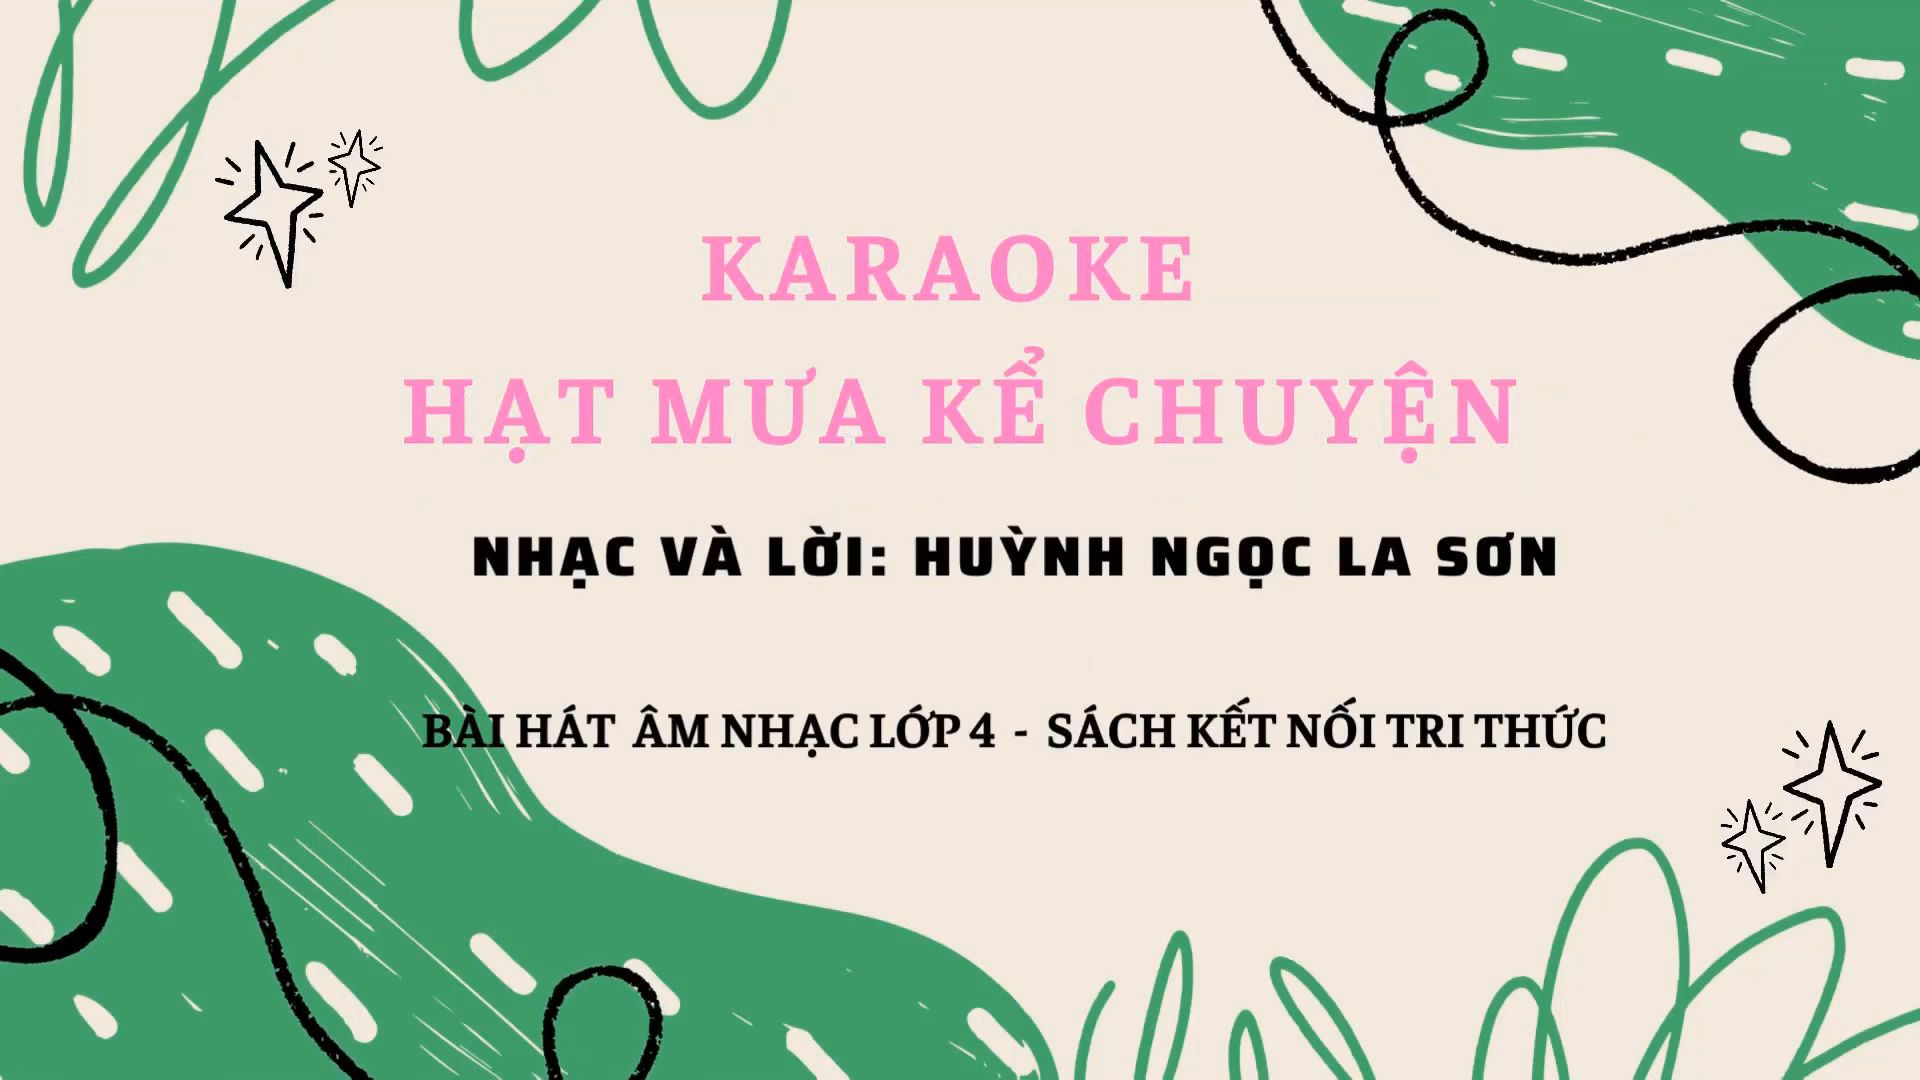 KARAOKE
HẠT MƯA KỂ CHUYỆN
NHẠC VÀ LỜI: HUỲNH NGỌC LA SƠN
BÀI HÁT ÂM NHẠC LỚP 4 - SÁCH KẾT NỐI TRI THỨC